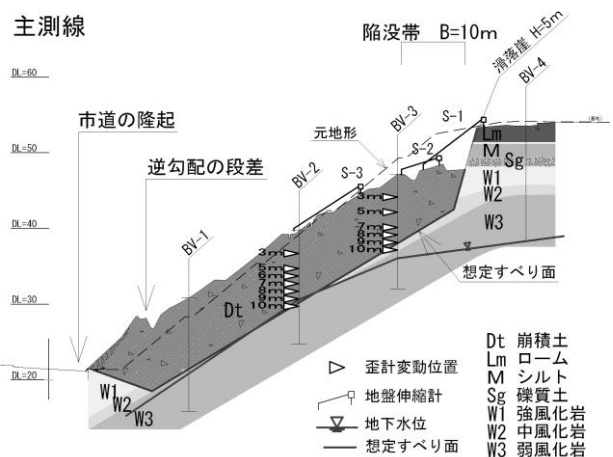 主測線
陥没帯 B=10m
滑落崖 H=5m
BV-4
DL=60
市道の隆起
BV-3
S-1
元地形
Lm
M
Sg
DL=50
逆勾配の段差
BV-2
S-3
S-2
W1
W2
W3
3m
5m
7m
8m
9m
10m
DL=40
BV-1
3m
5m
6m
7m
8m
9m
10m
想定すべり面
DL=30
Dt
DL=20
W1
W2
W3
歪計変動位置
地盤伸縮計
地下水位
想定すべり面
Dt 崩積土
Lm ローム
M シルト
Sg 礫質土
W1 強風化岩
W2 中風化岩
W3 弱風化岩